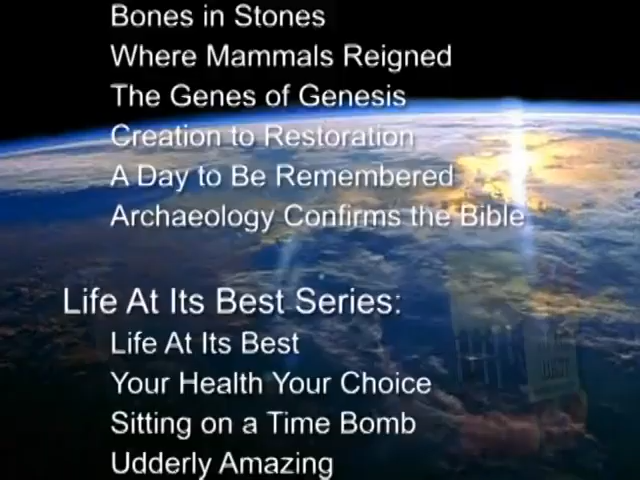 Bones in Stones
Where Mammals Reigned
The Genes of Genesis
Creation to Restoration
A Day to Be Remembered
Archaeology Confirms the Bible
Life At Its Best Series:
Life At Its Best
Your Health Your Choice
Sitting on a Time Bomb
Udderly Amazing